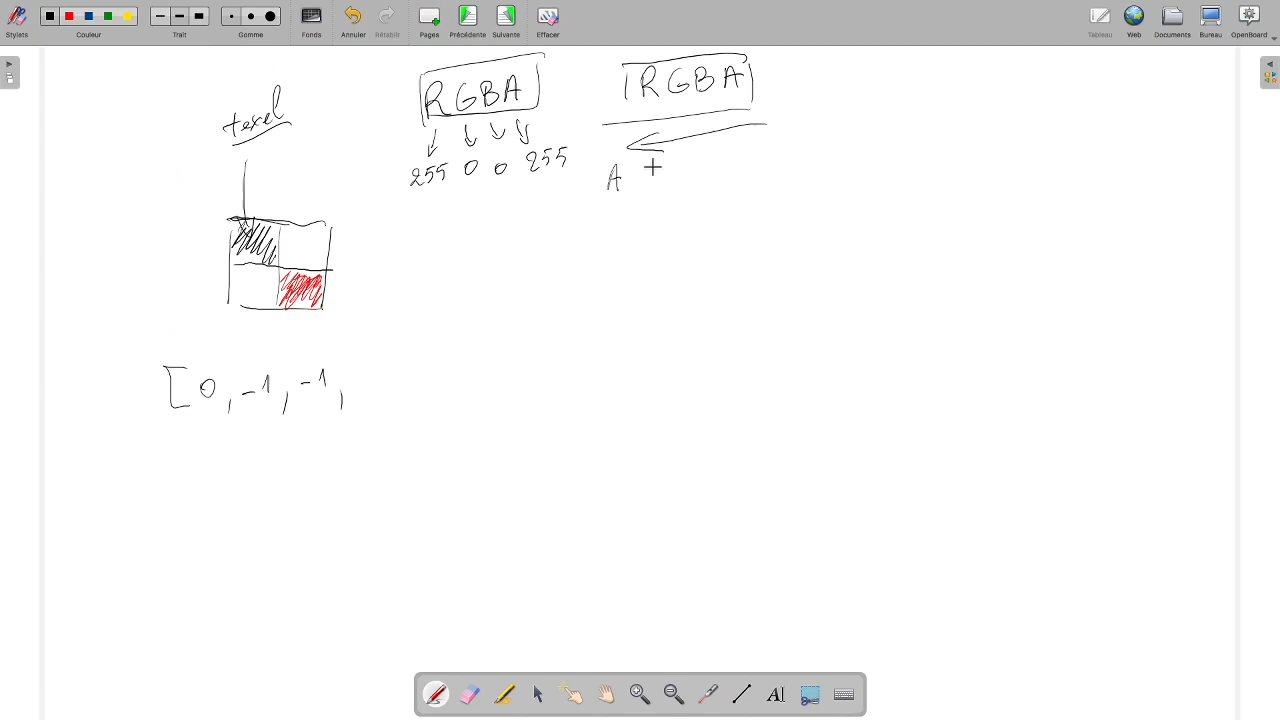 Stylets
Couleur
Trait
Gomme
Fonds
Annuler
Rétablir
Pages
Précédente
Suivante
Effacer
Tableau
Web
Documents
Bureau
OpenBoard
texel
RGBA
RGBA
255 0 0 255
A
[0, -1, -1,
AI